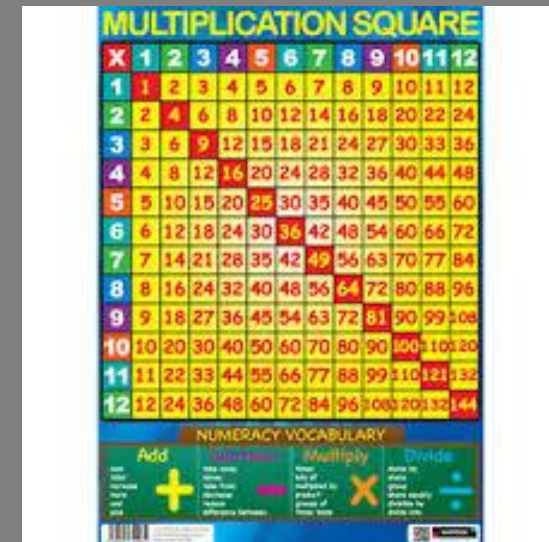 MULTIPLICATION SQUARE
X 1 2 3 4 5 6 7 8 9 10 11 12
1 1 2 3 4 5 6 7 8 9 10 11 12
2 2 4 6 8 10 12 14 16 18 20 22 24
3 3 6 9 12 15 18 21 24 27 30 33 36
4 4 8 12 16 20 24 28 32 36 40 44 48
5 5 10 15 20 25 30 35 40 45 50 55 60
6 6 12 18 24 30 36 42 48 54 60 66 72
7 7 14 21 28 35 42 49 56 63 70 77 84
8 8 16 24 32 40 48 56 64 72 80 88 96
9 9 18 27 36 45 54 63 72 81 90 99 108
10 10 20 30 40 50 60 70 80 90 100 110 120
11 11 22 33 44 55 66 77 88 99 110 121 132
12 12 24 36 48 60 72 84 96 108 120 132 144
NUMERACY VOCABULARY
Add Subtract Multiply Divide
+ - X ÷